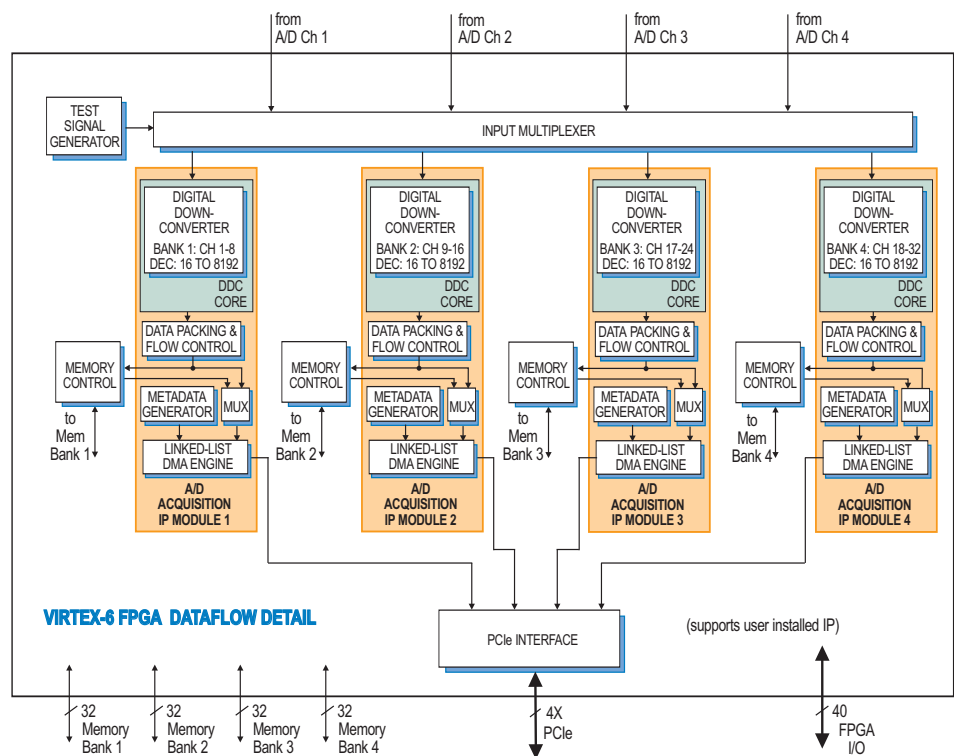 from
A/D Ch 1
from
A/D Ch 2
from
A/D Ch 3
from
A/D Ch 4
TEST
SIGNAL
GENERATOR
INPUT MULTIPLEXER
DIGITAL
DOWN-
CONVERTER
BANK 1: CH 1-8
DEC: 16 TO 8192
DDC
CORE
DATA PACKING &
FLOW CONTROL
MEMORY
CONTROL
METADATA
GENERATOR
MUX
to
Mem
Bank 1
LINKED-LIST
DMA ENGINE
A/D
ACQUISITION
IP MODULE 1
DIGITAL
DOWN-
CONVERTER
BANK 2: CH 9-16
DEC: 16 TO 8192
DDC
CORE
DATA PACKING &
FLOW CONTROL
MEMORY
CONTROL
METADATA
GENERATOR
MUX
to
Mem
Bank 2
LINKED-LIST
DMA ENGINE
A/D
ACQUISITION
IP MODULE 2
DIGITAL
DOWN-
CONVERTER
BANK 3: CH 17-24
DEC: 16 TO 8192
DDC
CORE
DATA PACKING &
FLOW CONTROL
MEMORY
CONTROL
METADATA
GENERATOR
MUX
to
Mem
Bank 3
LINKED-LIST
DMA ENGINE
A/D
ACQUISITION
IP MODULE 3
DIGITAL
DOWN-
CONVERTER
BANK 4: CH 18-32
DEC: 16 TO 8192
DDC
CORE
DATA PACKING &
FLOW CONTROL
MEMORY
CONTROL
METADATA
GENERATOR
MUX
to
Mem
Bank 4
LINKED-LIST
DMA ENGINE
A/D
ACQUISITION
IP MODULE 4
VIRTEX-6 FPGA DATAFLOW DETAIL
PCIe INTERFACE
(supports user installed IP)
32
Memory
Bank 1
32
Memory
Bank 2
32
Memory
Bank 3
32
Memory
Bank 4
4X
PCIe
40
FPGA
I/O